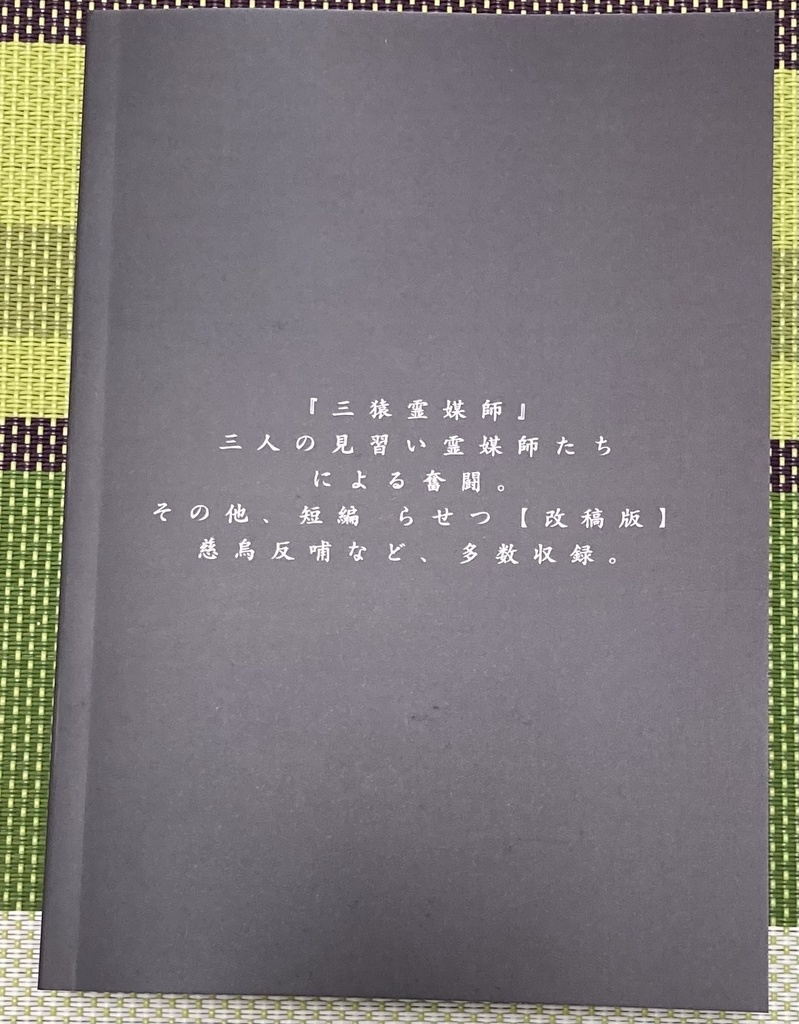 『三猿霊媒師』
三人の見習い霊媒師たち
による奮闘。
その他、短編 らせつ【改稿版】
慈烏反哺など、多数収録。